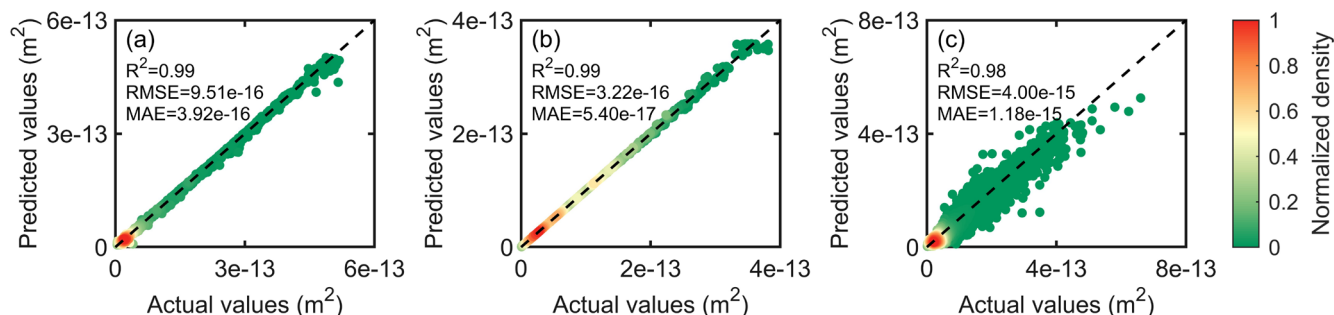 (a)
R²=0.99
RMSE=9.51e-16
MAE=3.92e-16
Predicted values (m²)
6e-13
3e-13
0
0
3e-13
6e-13
Actual values (m²)
(b)
R²=0.99
RMSE=3.22e-16
MAE=5.40e-17
Predicted values (m²)
4e-13
2e-13
0
0
2e-13
4e-13
Actual values (m²)
(c)
R²=0.98
RMSE=4.00e-15
MAE=1.18e-15
Predicted values (m²)
8e-13
4e-13
0
0
4e-13
8e-13
Actual values (m²)
1
0.8
0.6
0.4
0.2
0
Normalized density